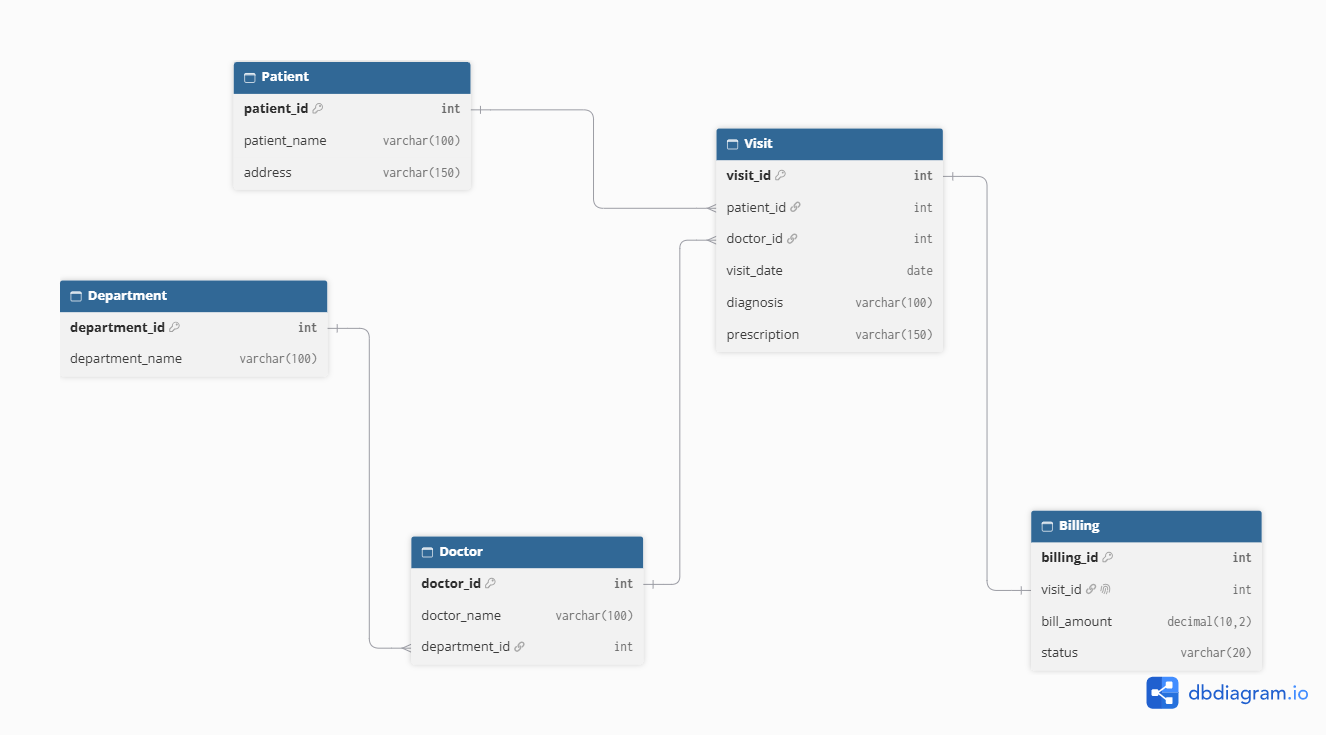 Patient
patient_id int
patient_name varchar(100)
address varchar(150)
Visit
visit_id int
patient_id int
doctor_id int
visit_date date
diagnosis varchar(100)
prescription varchar(150)
Department
department_id int
department_name varchar(100)
Doctor
doctor_id int
doctor_name varchar(100)
department_id int
Billing
billing_id int
visit_id int
bill_amount decimal(10,2)
status varchar(20)
dbdiagram.io